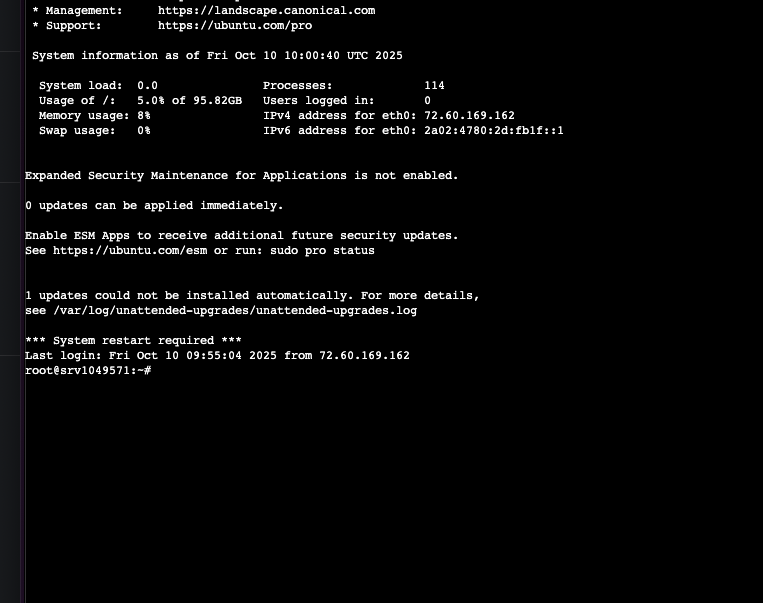 * Management:     https://landscape.canonical.com
* Support:        https://ubuntu.com/pro
System information as of Fri Oct 10 10:00:40 UTC 2025
System load:  0.0               Processes:             114
Usage of /:   5.0% of 95.82GB   Users logged in:       0
Memory usage: 8%                IPv4 address for eth0: 72.60.169.162
Swap usage:   0%                IPv6 address for eth0: 2a02:4780:2d:fb1f::1
Expanded Security Maintenance for Applications is not enabled.
0 updates can be applied immediately.
Enable ESM Apps to receive additional future security updates.
See https://ubuntu.com/esm or run: sudo pro status
1 updates could not be installed automatically. For more details,
see /var/log/unattended-upgrades/unattended-upgrades.log
*** System restart required ***
Last login: Fri Oct 10 09:55:04 2025 from 72.60.169.162
root@srv1049571:~#